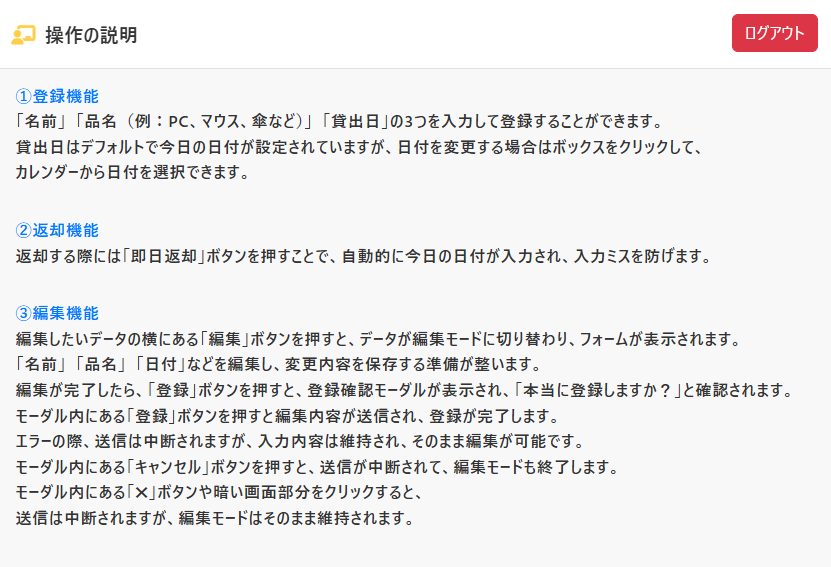 操作の説明
ログアウト
①登録機能
「名前」「品名（例：PC、マウス、傘など）」「貸出日」の3つを入力して登録することができます。
貸出日はデフォルトで今日の日付が設定されていますが、日付を変更する場合はボックスをクリックして、
カレンダーから日付を選択できます。
②返却機能
返却する際には「即日返却」ボタンを押すことで、自動的に今日の日付が入力され、入力ミスを防げます。
③編集機能
編集したいデータの横にある「編集」ボタンを押すと、データが編集モードに切り替わり、フォームが表示されます。
「名前」「品名」「日付」などを編集し、変更内容を保存する準備が整います。
編集が完了したら、「登録」ボタンを押すと、登録確認モーダルが表示され、「本当に登録しますか？」と確認されます。
モーダル内にある「登録」ボタンを押すと編集内容が送信され、登録が完了します。
エラーの際、送信は中断されますが、入力内容は維持され、そのまま編集が可能です。
モーダル内にある「キャンセル」ボタンを押すと、送信が中断されて、編集モードも終了します。
モーダル内にある「✕」ボタンや暗い画面部分をクリックすると、
送信は中断されますが、編集モードはそのまま維持されます。